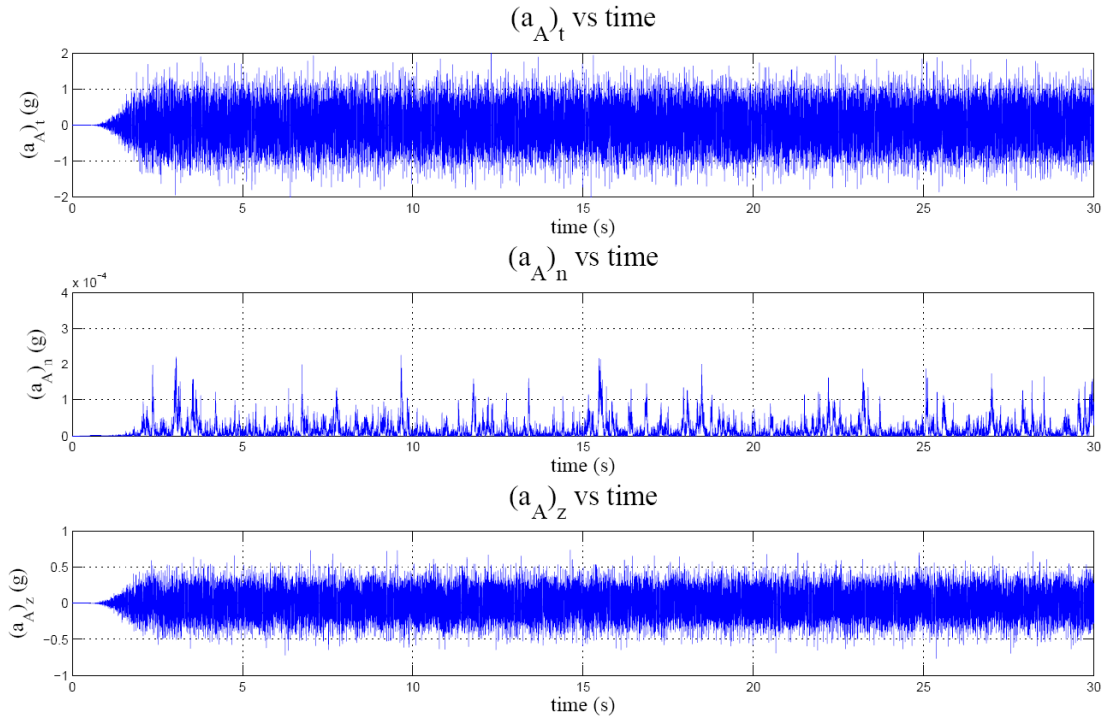 (a_A)_t vs time
2
1
0
−1
−2
(a_A)_t (g)
0 5 10 15 20 25 30
time (s)
(a_A)_n vs time
x 10^−4
4
3
2
1
0
(a_A)_n (g)
0 5 10 15 20 25 30
time (s)
(a_A)_z vs time
1
0.5
0
−0.5
−1
(a_A)_z (g)
0 5 10 15 20 25 30
time (s)